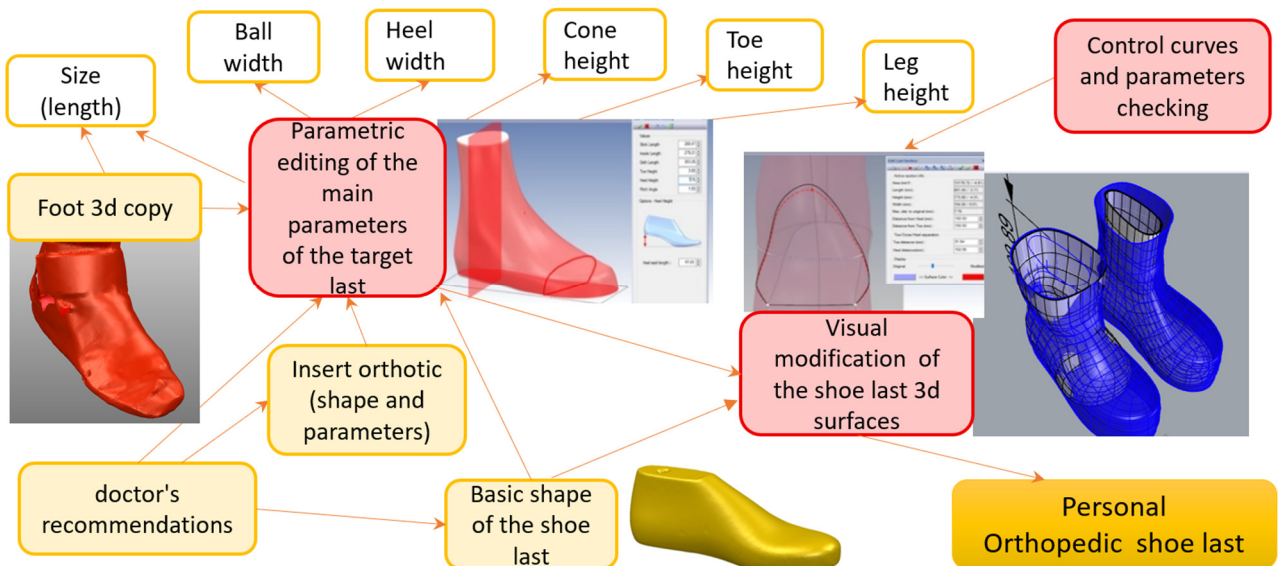 Ball
width
Heel
width
Cone
height
Toe
height
Leg
height
Control curves
and parameters
checking
Size
(length)
Parametric
editing of the
main
parameters
of the target
last
Foot 3d copy
Insert orthotic
(shape and
parameters)
Visual
modification of
the shoe last 3d
surfaces
doctor's
recommendations
Basic shape
of the shoe
last
Personal
Orthopedic shoe last